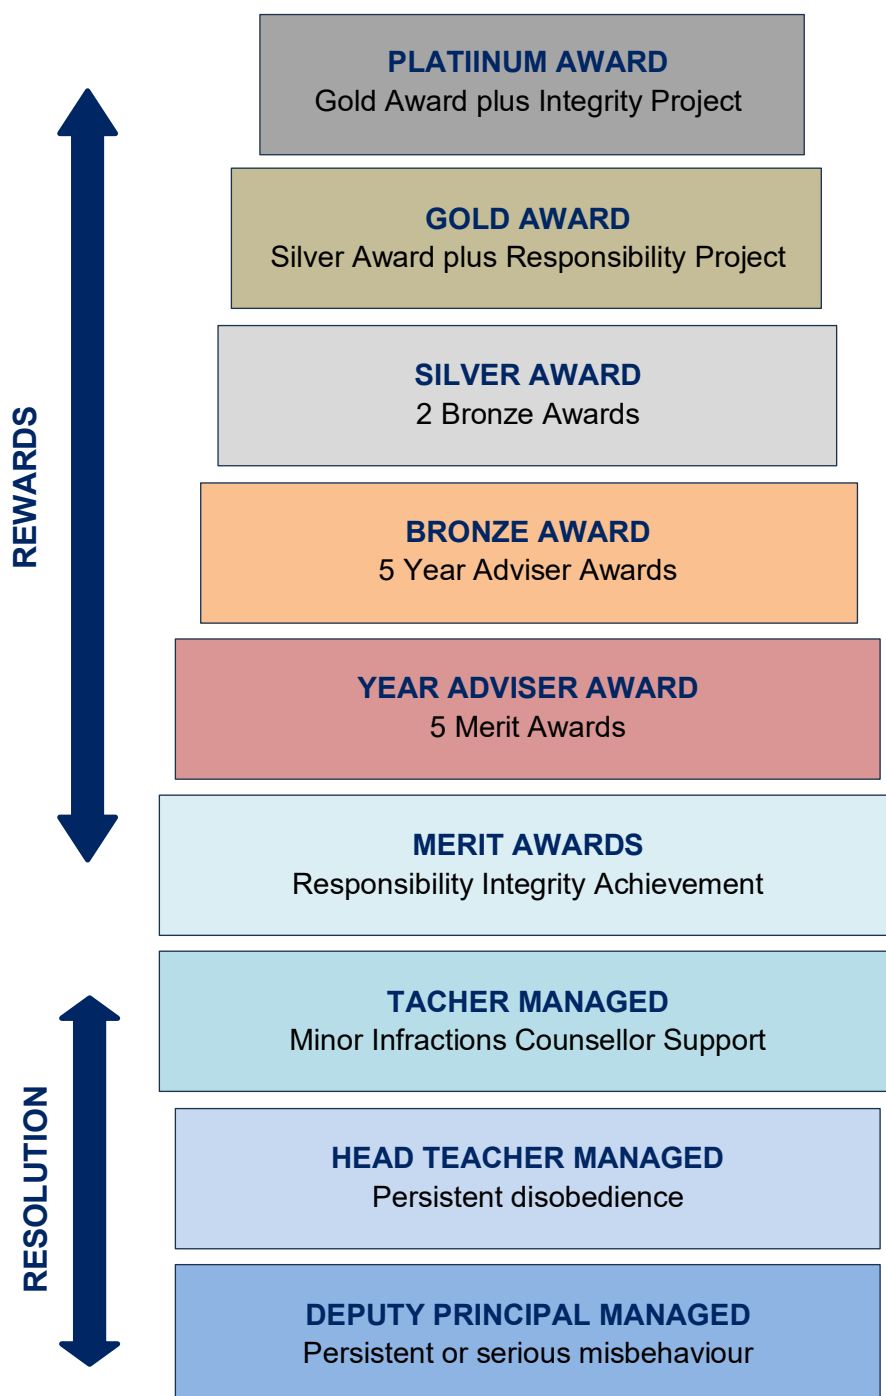 PLATIINUM AWARD
Gold Award plus Integrity Project
GOLD AWARD
Silver Award plus Responsibility Project
SILVER AWARD
2 Bronze Awards
BRONZE AWARD
5 Year Adviser Awards
YEAR ADVISER AWARD
5 Merit Awards
MERIT AWARDS
Responsibility Integrity Achievement
REWARDS
TACHER MANAGED
Minor Infractions Counsellor Support
HEAD TEACHER MANAGED
Persistent disobedience
DEPUTY PRINCIPAL MANAGED
Persistent or serious misbehaviour
RESOLUTION